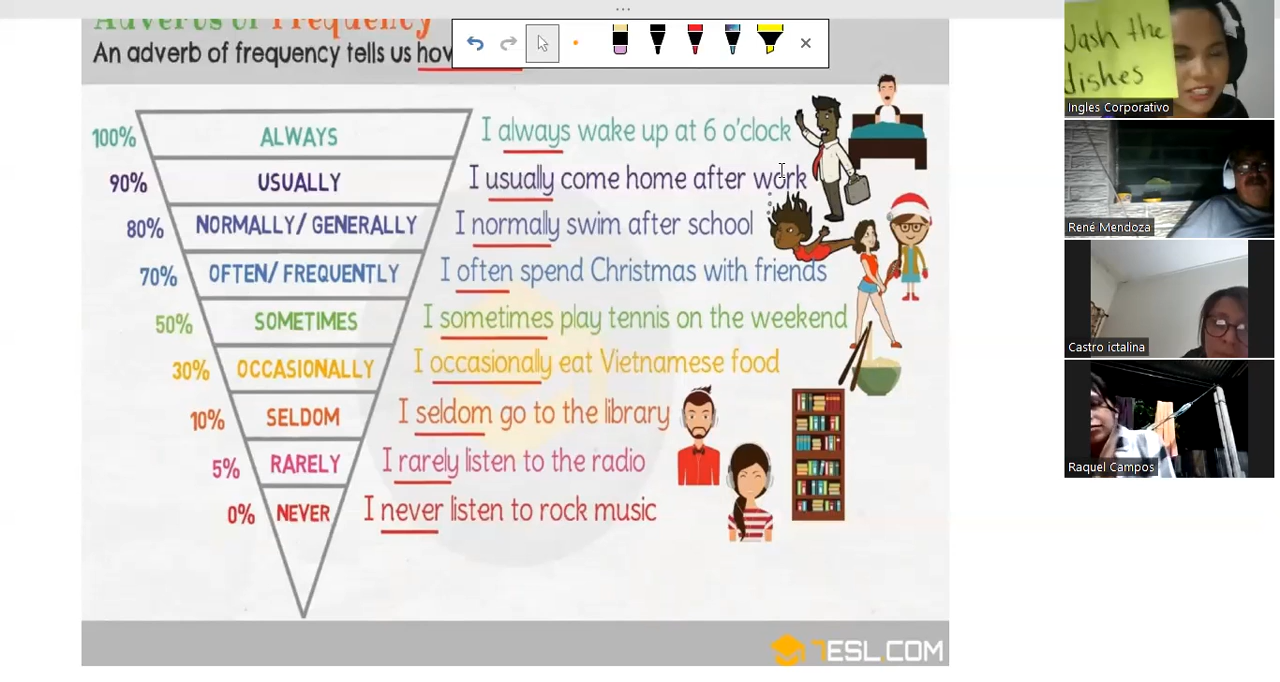 Adverbs of Frequency
An adverb of frequency tells us how
100% ALWAYS I always wake up at 6 o'clock
90% USUALLY I usually come home after work
80% NORMALLY/ GENERALLY I normally swim after school
70% OFTEN/ FREQUENTLY I often spend Christmas with friends
50% SOMETIMES I sometimes play tennis on the weekend
30% OCCASIONALLY I occasionally eat Vietnamese food
10% SELDOM I seldom go to the library
5% RARELY I rarely listen to the radio
0% NEVER I never listen to rock music
7ESL.COM
Wash the
dishes
Ingles Corporativo
René Mendoza
Castro ictalina
Raquel Campos